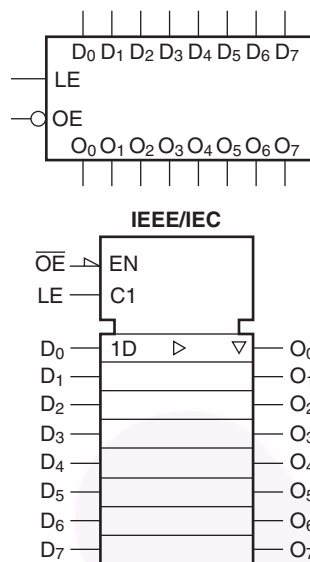 D₀ D₁ D₂ D₃ D₄ D₅ D₆ D₇
LE
OE
O₀ O₁ O₂ O₃ O₄ O₅ O₆ O₇
IEEE/IEC
O̅E̅ EN
LE C1
D₀ 1D O₀
D₁ O₁
D₂ O₂
D₃ O₃
D₄ O₄
D₅ O₅
D₆ O₆
D₇ O₇